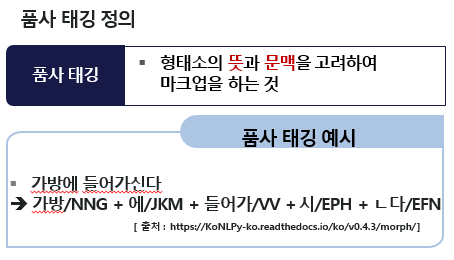 품사 태깅 정의
품사 태깅
▪ 형태소의 뜻과 문맥을 고려하여
마크업을 하는 것
품사 태깅 예시
▪ 가방에 들어가신다
➔ 가방/NNG + 에/JKM + 들어가/VV + 시/EPH + ㄴ다/EFN
[ 출처 : https://KoNLPy-ko.readthedocs.io/ko/v0.4.3/morph/]